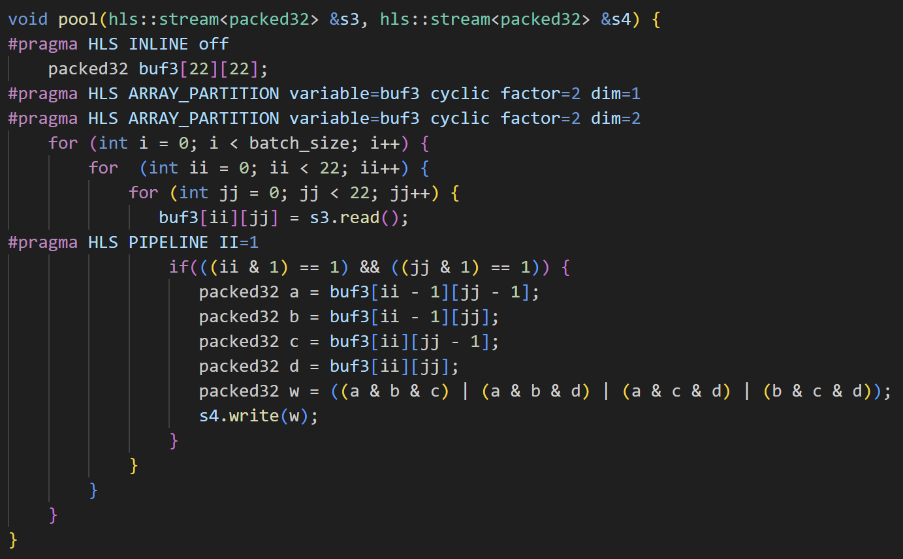 void pool(hls::stream<packed32> &s3, hls::stream<packed32> &s4) {
#pragma HLS INLINE off
    packed32 buf3[22][22];
#pragma HLS ARRAY_PARTITION variable=buf3 cyclic factor=2 dim=1
#pragma HLS ARRAY_PARTITION variable=buf3 cyclic factor=2 dim=2
    for (int i = 0; i < batch_size; i++) {
        for  (int ii = 0; ii < 22; ii++) {
            for (int jj = 0; jj < 22; jj++) {
               buf3[ii][jj] = s3.read();
#pragma HLS PIPELINE II=1
                if(((ii & 1) == 1) && ((jj & 1) == 1)) {
                   packed32 a = buf3[ii - 1][jj - 1];
                   packed32 b = buf3[ii - 1][jj];
                   packed32 c = buf3[ii][jj - 1];
                   packed32 d = buf3[ii][jj];
                   packed32 w = ((a & b & c) | (a & b & d) | (a & c & d) | (b & c & d));
                   s4.write(w);
                }
            }
        }
    }
}